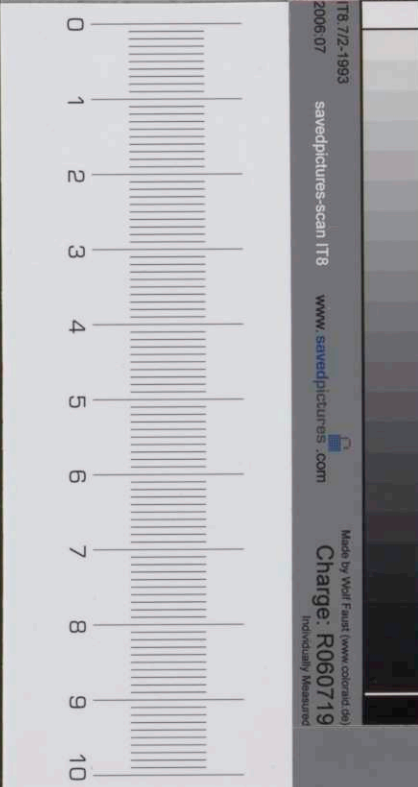 0
1
2
3
4
5
6
7
8
9
10
IT8.7/2-1993
2006:07
savedpictures-scan IT8
www.savedpictures.com
Made by Wolf Faust (www.coloraid.de)
Charge: R060719
Individually Measured